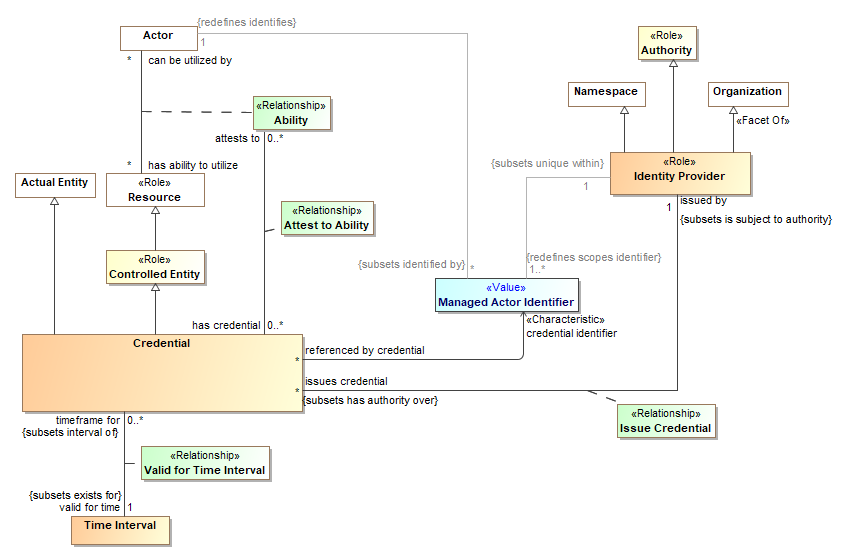 {redefines identifies}
Actor
1
*
can be utilized by
«Role»
Authority
Namespace
Organization
«Facet Of»
«Relationship»
Ability
attests to
0..*
*
has ability to utilize
{subsets unique within}
1
«Role»
Identity Provider
issued by
1
{subsets is subject to authority}
Actual Entity
«Role»
Resource
«Relationship»
Attest to Ability
«Role»
Controlled Entity
{subsets identified by}
*
{redefines scopes identifier}
1..*
«Value»
Managed Actor Identifier
«Characteristic»
credential identifier
has credential
0..*
Credential
referenced by credential
*
issues credential
*
{subsets has authority over}
«Relationship»
Issue Credential
timeframe for
0..*
{subsets interval of}
«Relationship»
Valid for Time Interval
{subsets exists for}
valid for time
1
Time Interval